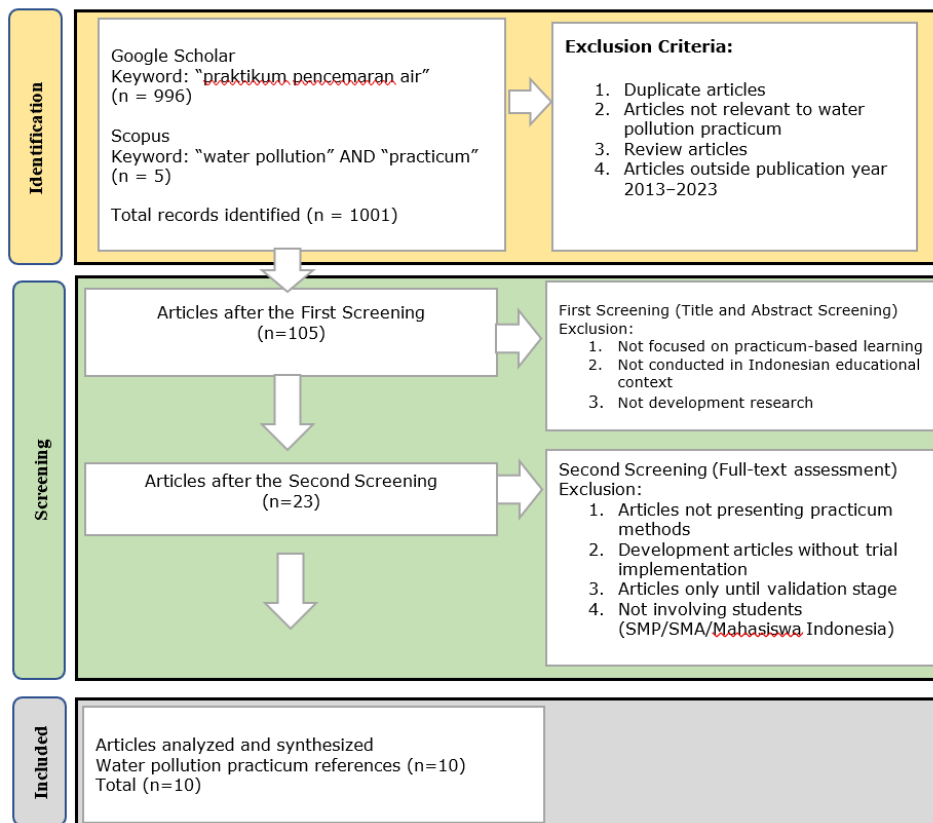 Identification
Google Scholar
Keyword: “praktikum pencemaran air”
(n = 996)
Scopus
Keyword: “water pollution” AND “practicum”
(n = 5)
Total records identified (n = 1001)
Exclusion Criteria:
1. Duplicate articles
2. Articles not relevant to water
pollution practicum
3. Review articles
4. Articles outside publication year
2013–2023
Screening
Articles after the First Screening
(n=105)
First Screening (Title and Abstract Screening)
Exclusion:
1. Not focused on practicum-based learning
2. Not conducted in Indonesian educational
context
3. Not development research
Articles after the Second Screening
(n=23)
Second Screening (Full-text assessment)
Exclusion:
1. Articles not presenting practicum
methods
2. Development articles without trial
implementation
3. Articles only until validation stage
4. Not involving students
(SMP/SMA/Mahasiswa Indonesia)
Included
Articles analyzed and synthesized
Water pollution practicum references (n=10)
Total (n=10)